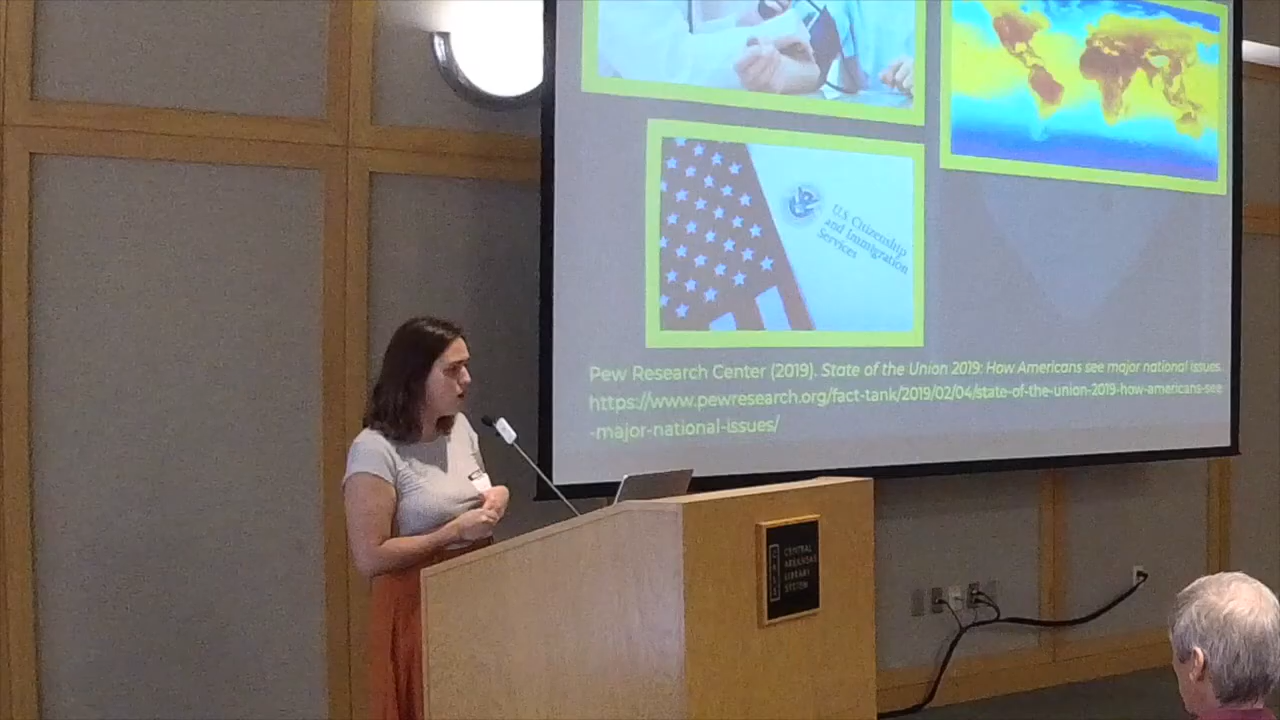 U.S. Citizenship
and Immigration
Services
Pew Research Center (2019). State of the Union 2019: How Americans see major national issues.
https://www.pewresearch.org/fact-tank/2019/02/04/state-of-the-union-2019-how-americans-see
-major-national-issues/
CALS
CENTRAL
ARKANSAS
LIBRARY
SYSTEM